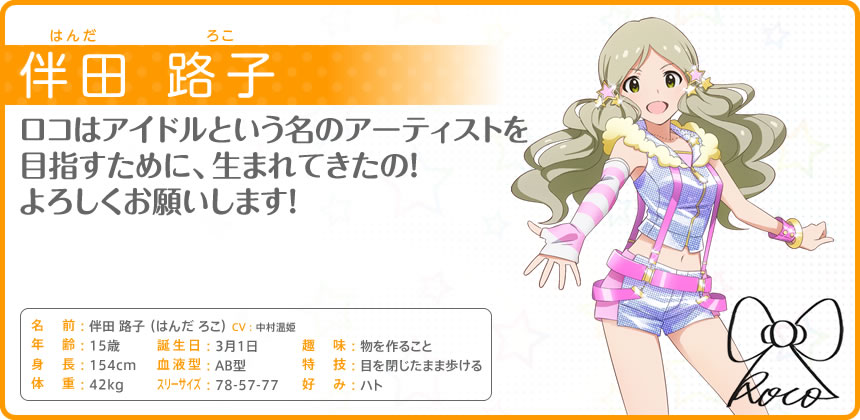 はんだ ろこ
伴田 路子
ロコはアイドルという名のアーティストを
目指すために、生まれてきたの!
よろしくお願いします!
名 前 : 伴田 路子 (はんだ ろこ) CV : 中村温姫
年 齢 : 15歳 誕生日 : 3月1日 趣 味 : 物を作ること
身 長 : 154cm 血液型 : AB型 特 技 : 目を閉じたまま歩ける
体 重 : 42kg スリーサイズ : 78-57-77 好 み : ハト
Roco